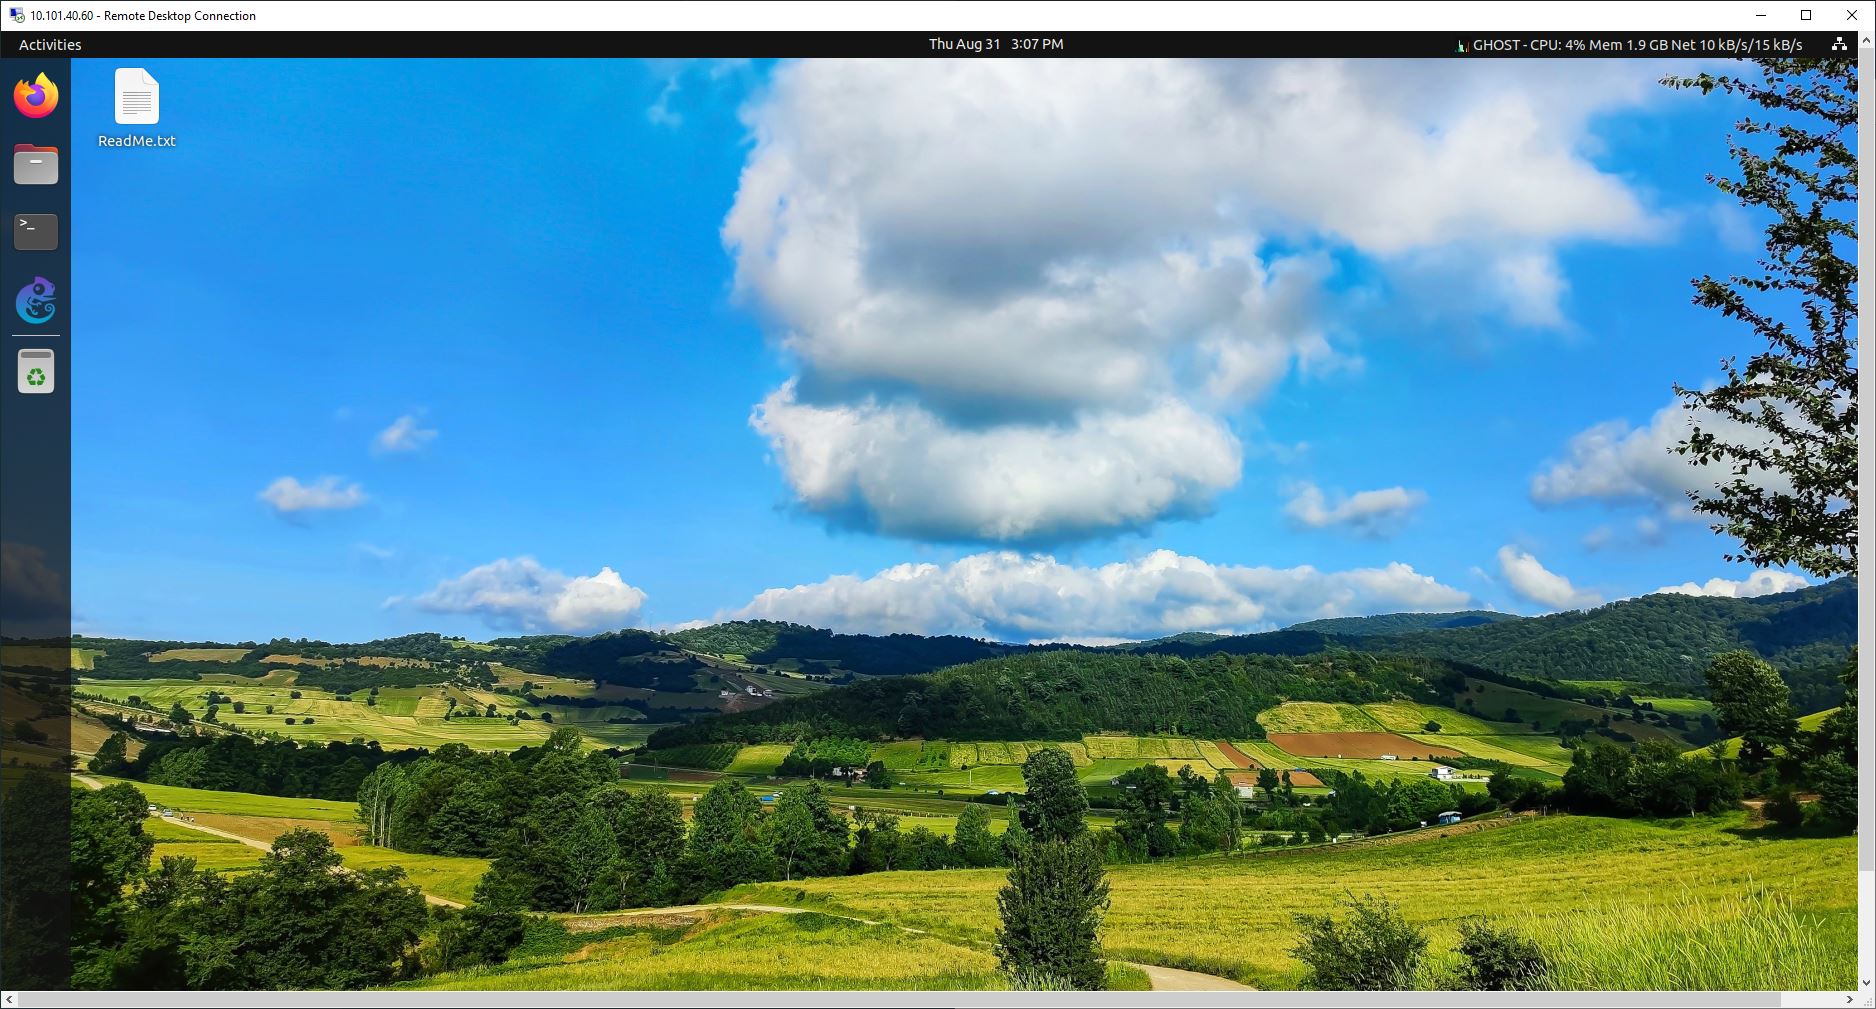 10.101.40.60 - Remote Desktop Connection
Activities
Thu Aug 31 3:07 PM
GHOST - CPU: 4% Mem 1.9 GB Net 10 kB/s/15 kB/s
>_
ReadMe.txt